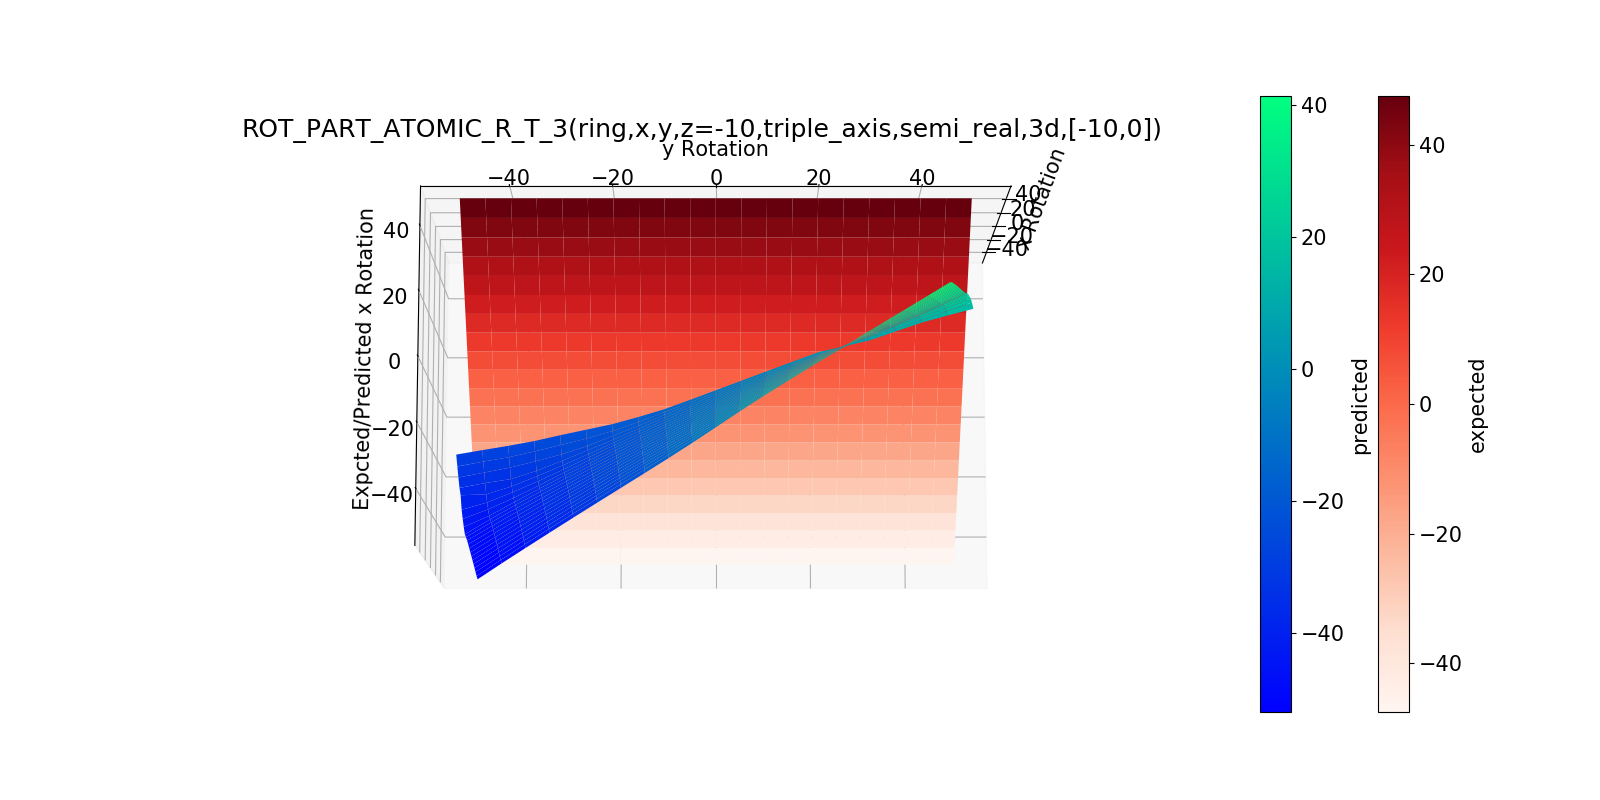 ROT_PART_ATOMIC_R_T_3(ring,x,y,z=-10,triple_axis,semi_real,3d,[-10,0])
y Rotation
−40 −20 0 20 40
x Rotation
40
20
0
−20
−40
Expcted/Predicted x Rotation
40
20
0
−20
−40
40
20
0
−20
−40
predicted
40
20
0
−20
−40
expected